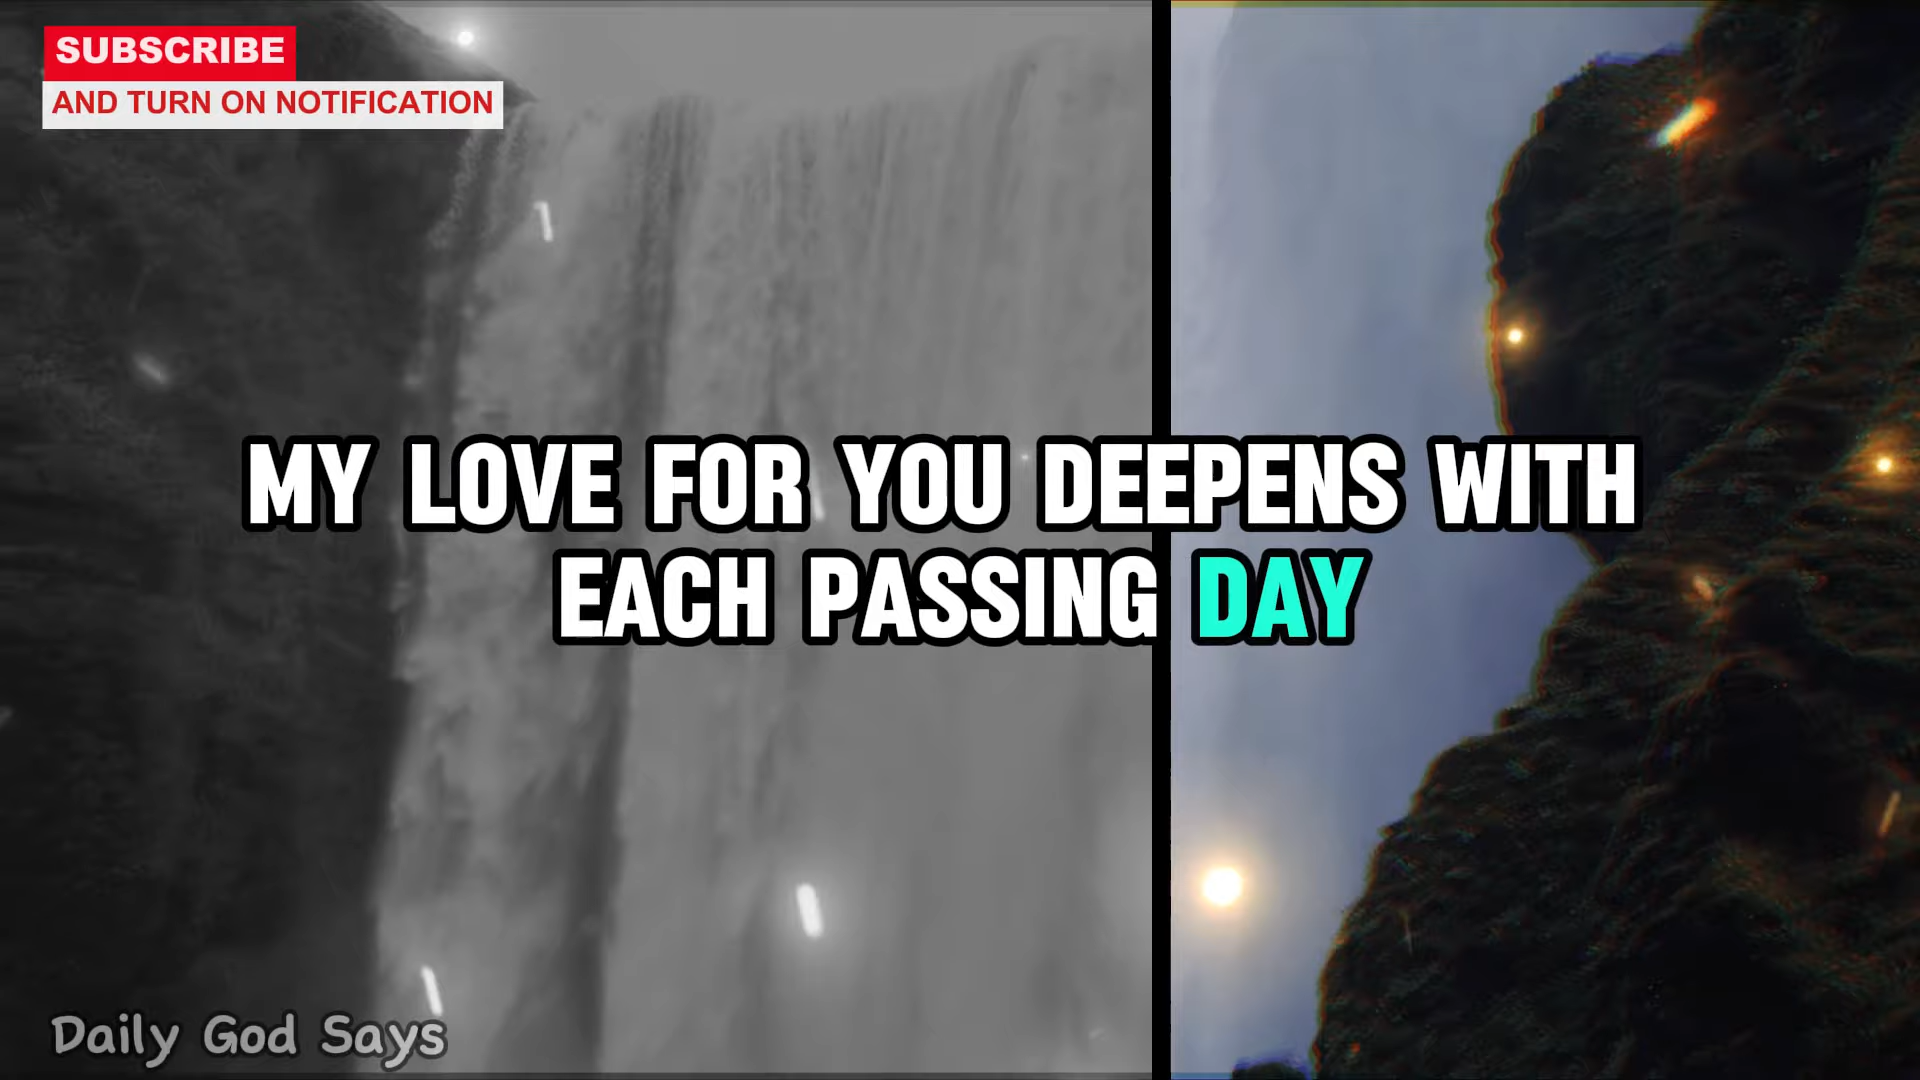 SUBSCRIBE
AND TURN ON NOTIFICATION
MY LOVE FOR YOU DEEPENS WITH
EACH PASSING DAY
Daily God Says